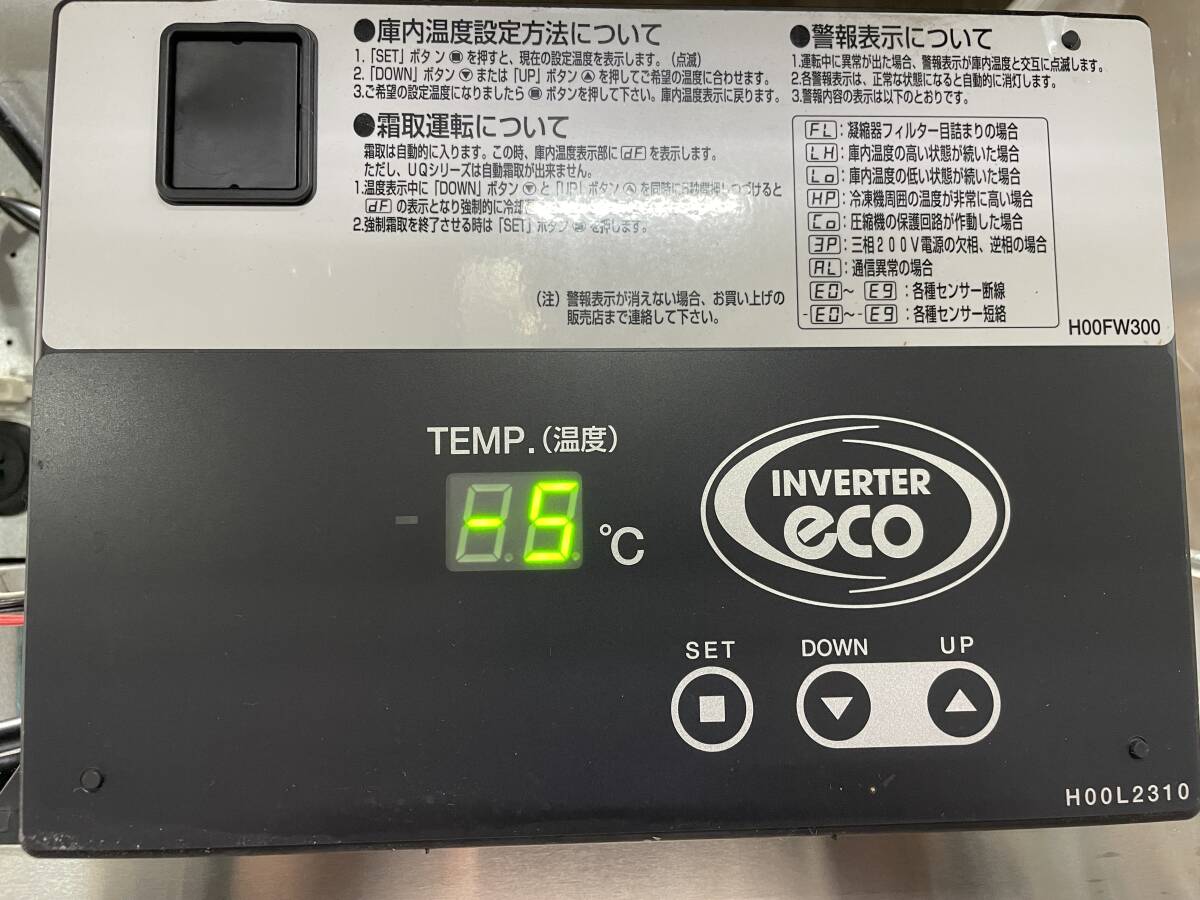 ●庫内温度設定方法について
1.「SET」ボタン■を押すと、現在の設定温度を表示します。(点滅)
2.「DOWN」ボタン▼または「UP」ボタン▲を押してご希望の温度に合わせます。
3.ご希望の設定温度になりましたら■ボタンを押して下さい。庫内温度表示に戻ります。
●霜取運転について
霜取は自動的に入ります。この時、庫内温度表示部にdFを表示します。
ただし、UQシリーズは自動霜取が出来ません。
1.温度表示中に「DOWN」ボタン▼と「UP」ボタン▲を同時に5秒間押しつづけると
dFの表示となり強制的に冷却
2.強制霜取を終了させる時は「SET」ボタン■を押します。
(注)警報表示が消えない場合、お買い上げの
販売店まで連絡して下さい。
●警報表示について
1.運転中に異常が出た場合、警報表示が庫内温度と交互に点滅します。
2.各警報表示は、正常な状態になると自動的に消灯します。
3.警報内容の表示は以下のとおりです。
FL:凝縮器フィルター目詰まりの場合
LH:庫内温度の高い状態が続いた場合
Lo:庫内温度の低い状態が続いた場合
HP:冷凍機周囲の温度が非常に高い場合
Co:圧縮機の保護回路が作動した場合
3P:三相200V電源の欠相、逆相の場合
AL:通信異常の場合
E0～E9:各種センサー断線
-E0～-E9:各種センサー短絡
H00FW300
TEMP.(温度)
-5℃
INVERTER
eco
SET DOWN UP
H00L2310